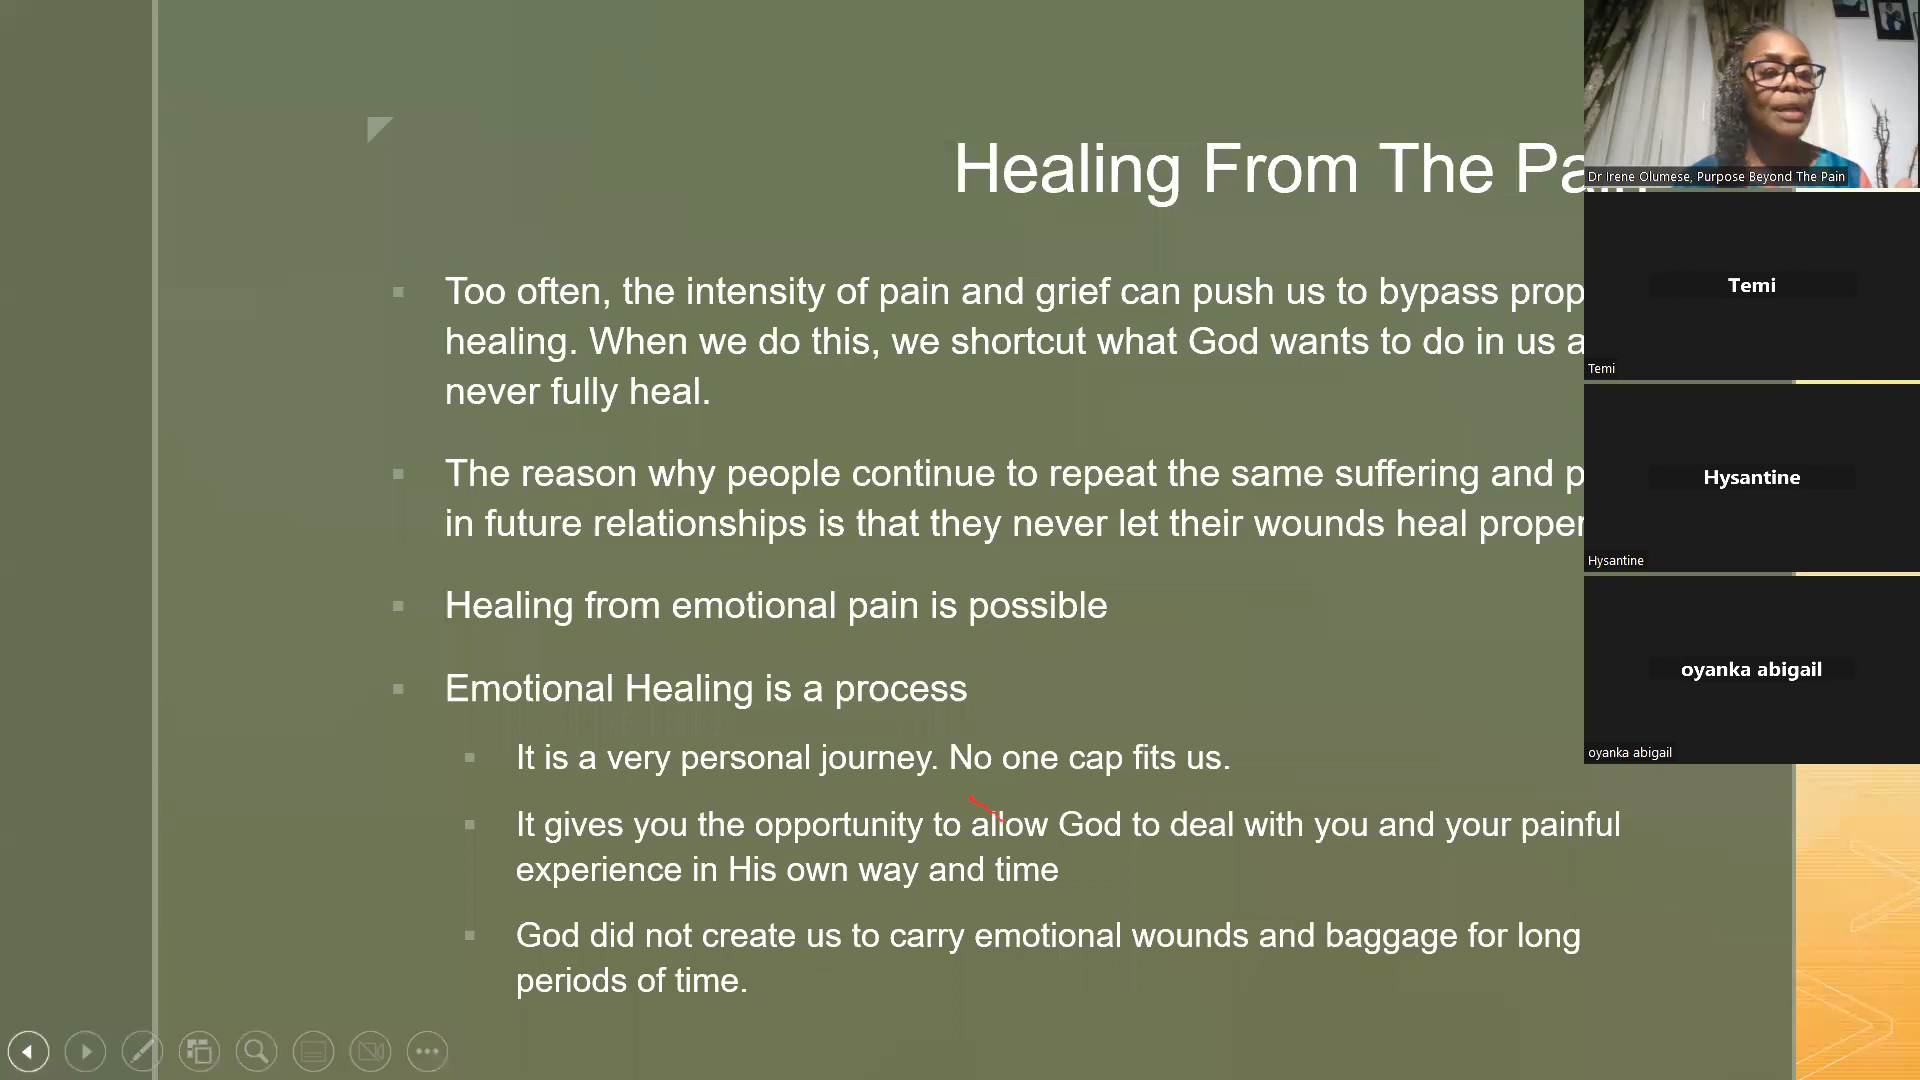 Healing From The Pain
Too often, the intensity of pain and grief can push us to bypass prop
healing. When we do this, we shortcut what God wants to do in us a
never fully heal.
The reason why people continue to repeat the same suffering and p
in future relationships is that they never let their wounds heal proper
Healing from emotional pain is possible
Emotional Healing is a process
It is a very personal journey. No one cap fits us.
It gives you the opportunity to allow God to deal with you and your painful
experience in His own way and time
God did not create us to carry emotional wounds and baggage for long
periods of time.
Dr Irene Olumese, Purpose Beyond The Pain
Temi
Temi
Hysantine
Hysantine
oyanka abigail
oyanka abigail